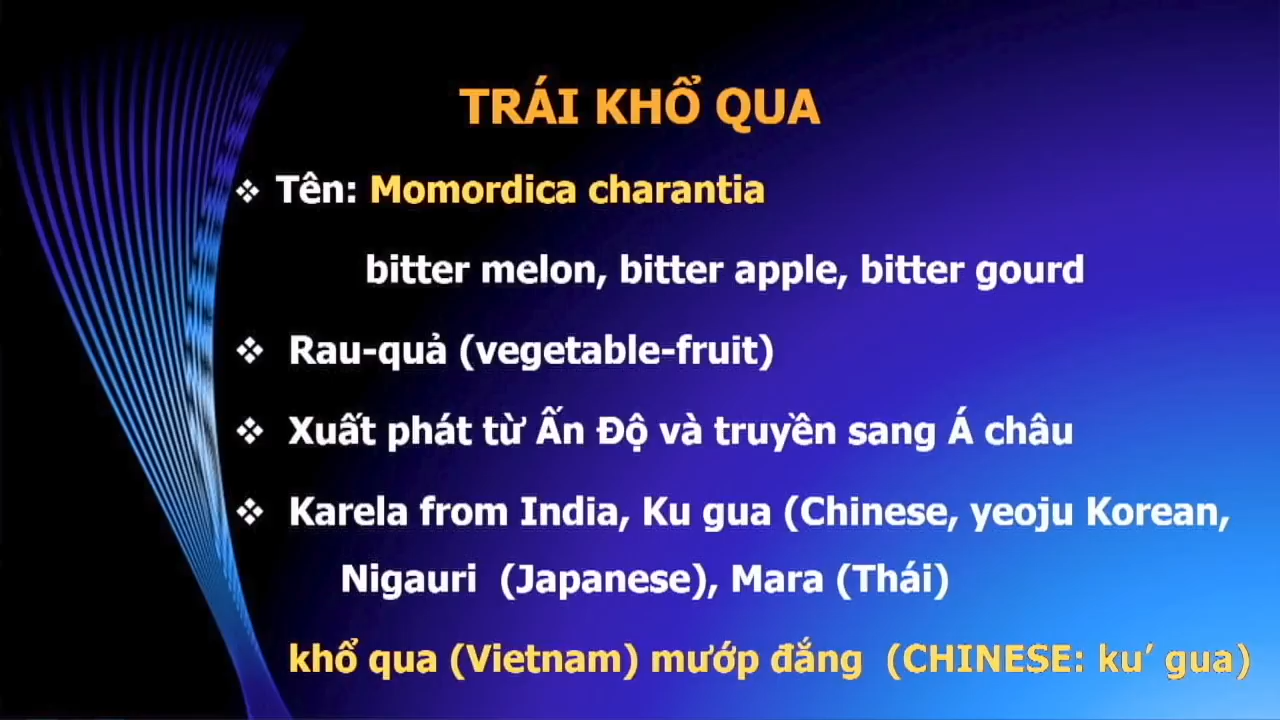 TRÁI KHỔ QUA
❖ Tên: Momordica charantia
bitter melon, bitter apple, bitter gourd
❖ Rau-quả (vegetable-fruit)
❖ Xuất phát từ Ấn Độ và truyền sang Á châu
❖ Karela from India, Ku gua (Chinese, yeoju Korean,
Nigauri (Japanese), Mara (Thái)
khổ qua (Vietnam) mướp đắng (CHINESE: ku’ gua)